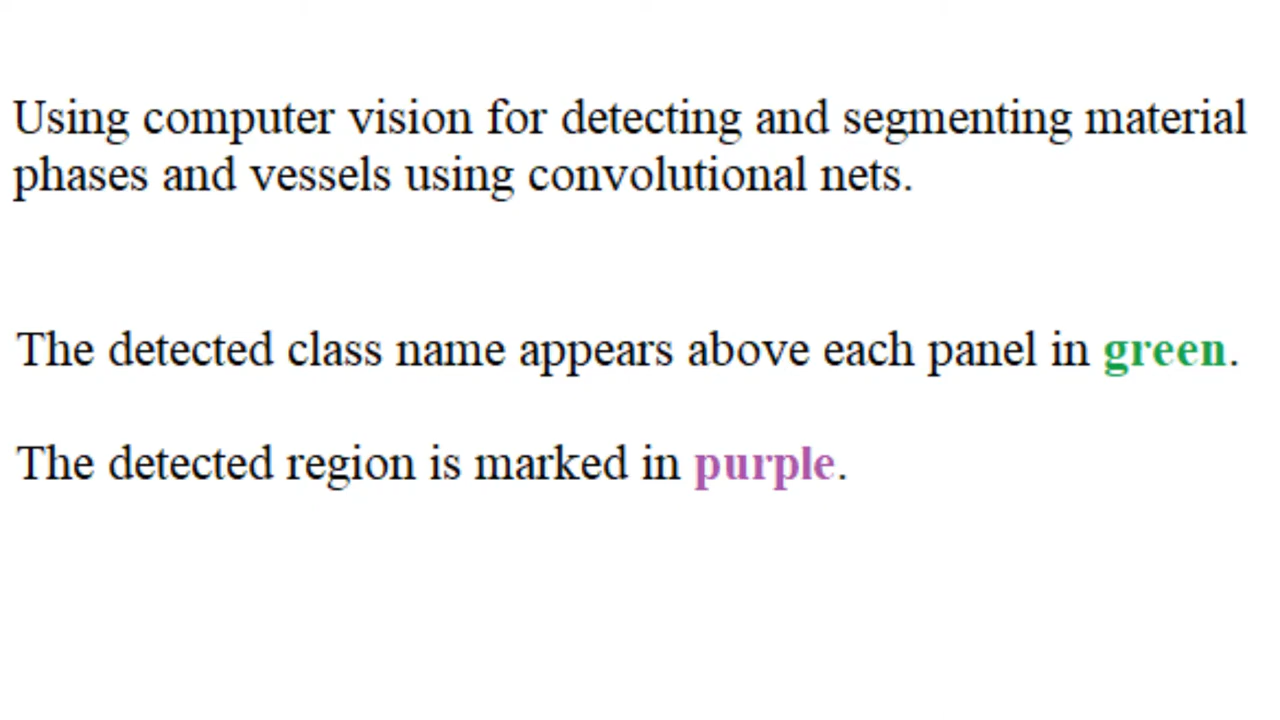 Using computer vision for detecting and segmenting material
phases and vessels using convolutional nets.
The detected class name appears above each panel in green.
The detected region is marked in purple.